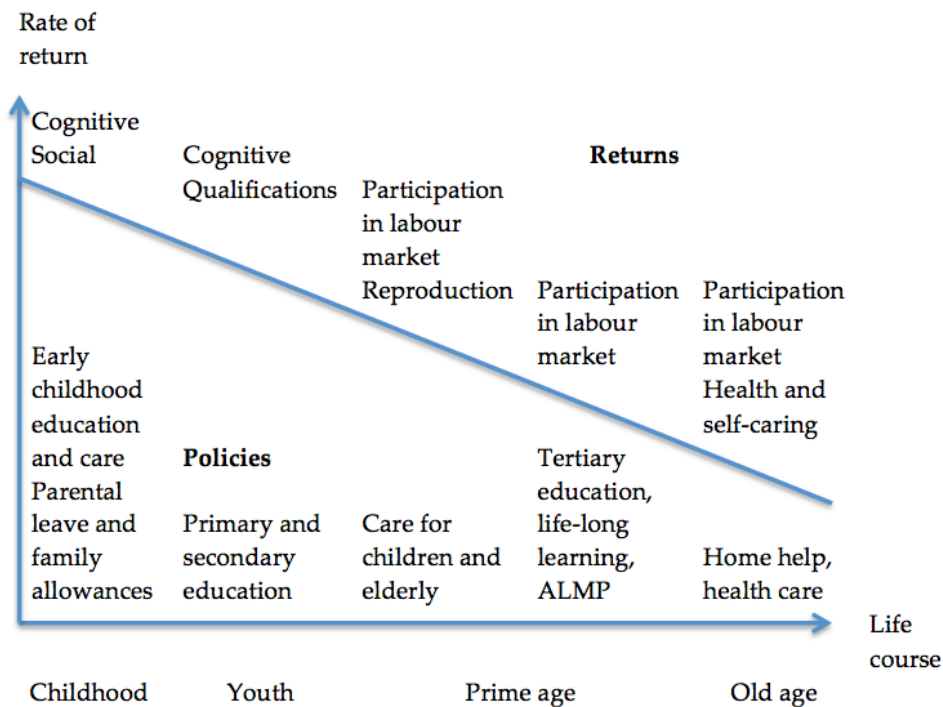 Rate of
return
Cognitive
Social
Cognitive
Qualifications
Returns
Participation
in labour
market
Reproduction
Participation
in labour
market
Participation
in labour
market
Health and
self-caring
Early
childhood
education
and care
Parental
leave and
family
allowances
Policies
Primary and
secondary
education
Care for
children and
elderly
Tertiary
education,
life-long
learning,
ALMP
Home help,
health care
Life
course
Childhood
Youth
Prime age
Old age